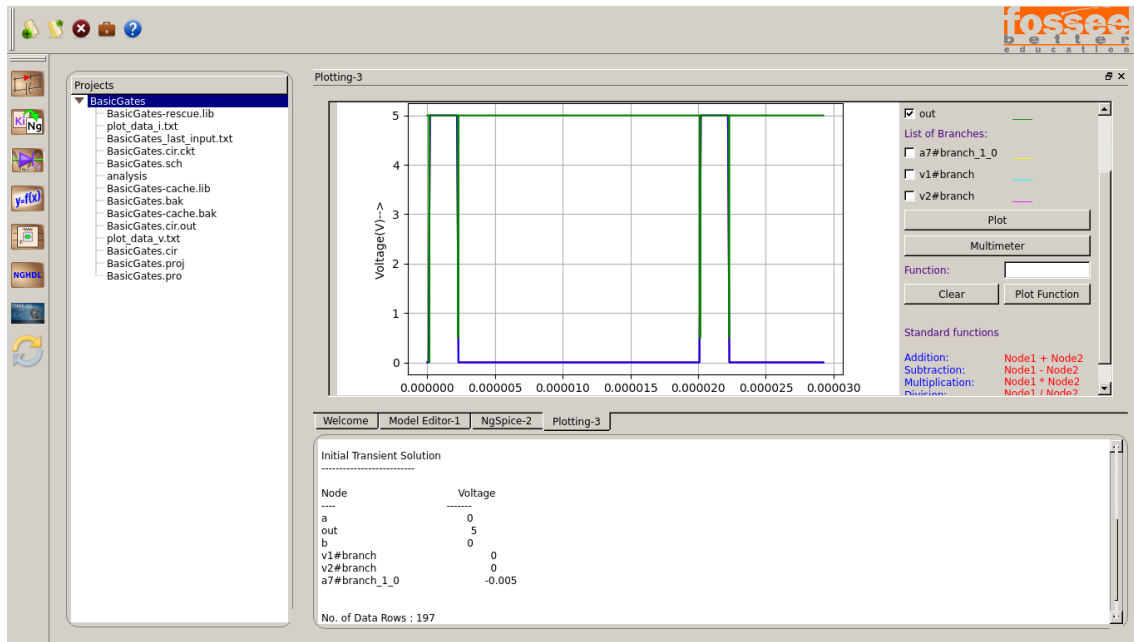 fossee
better
education
Ki
Ng
y=f(x)
NGHDL
Projects
BasicGates
BasicGates-rescue.lib
plot_data_i.txt
BasicGates_last_input.txt
BasicGates.cir.ckt
BasicGates.sch
analysis
BasicGates-cache.lib
BasicGates.bak
BasicGates-cache.bak
BasicGates.cir.out
plot_data_v.txt
BasicGates.cir
BasicGates.proj
BasicGates.pro
Plotting-3
5
4
3
2
1
0
Voltage(V)-->
0.000000 0.000005 0.000010 0.000015 0.000020 0.000025 0.000030
out
List of Branches:
a7#branch_1_0
v1#branch
v2#branch
Plot
Multimeter
Function:
Clear Plot Function
Standard functions
Addition: Node1 + Node2
Subtraction: Node1 - Node2
Multiplication: Node1 * Node2
Division: Node1 / Node2
Welcome Model Editor-1 NgSpice-2 Plotting-3
Initial Transient Solution
--------------------------
Node Voltage
---- -------
a 0
out 5
b 0
v1#branch 0
v2#branch 0
a7#branch_1_0 -0.005
No. of Data Rows : 197